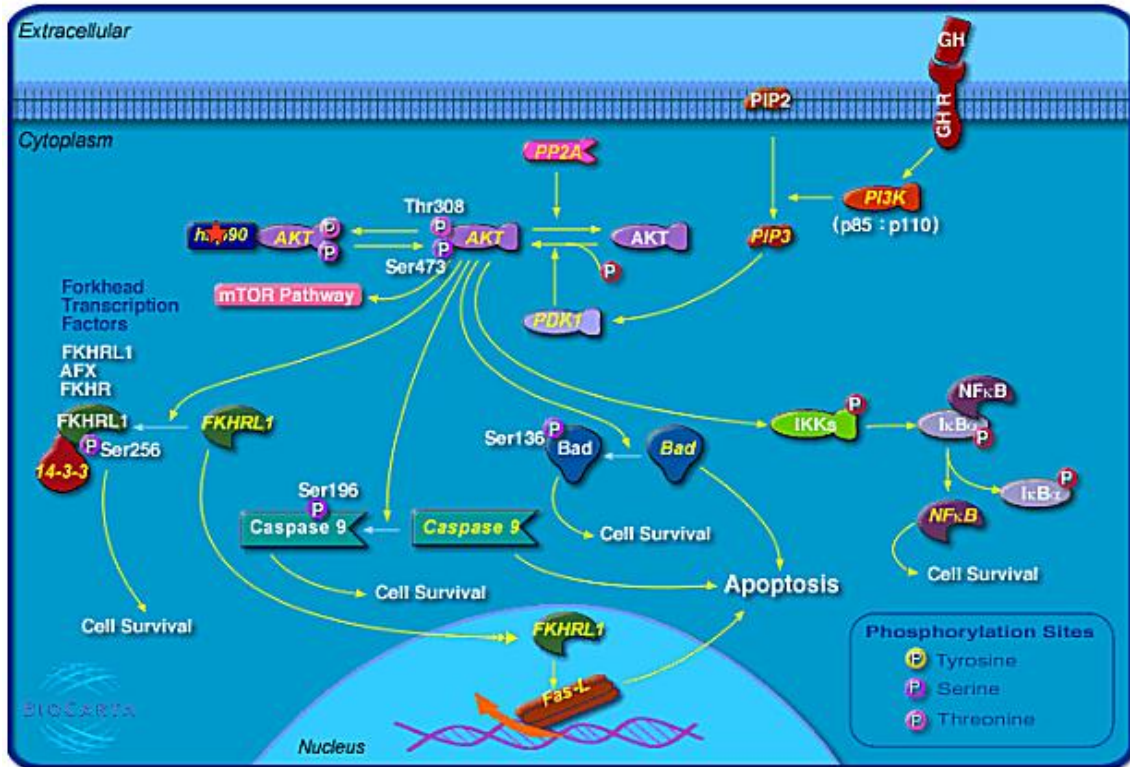 Extracellular
GH
GH R
PIP2
Cytoplasm
PP2A
PI3K
(p85 : p110)
Thr308
P
P
hsp90
AKT
P
P
AKT
AKT
PIP3
Ser473
P
mTOR Pathway
PDK1
Forkhead
Transcription
Factors
FKHRL1
AFX
FKHR
FKHRL1
P
Ser256
14-3-3
FKHRL1
Ser136
P
Bad
Bad
IKKs
P
NFκB
IκBα
P
IκBα
P
NFκB
Ser196
P
Caspase 9
Caspase 9
Cell Survival
Cell Survival
Cell Survival
Cell Survival
Apoptosis
FKHRL1
Fas-L
Nucleus
BIOCARTA
Phosphorylation Sites
P Tyrosine
P Serine
P Threonine